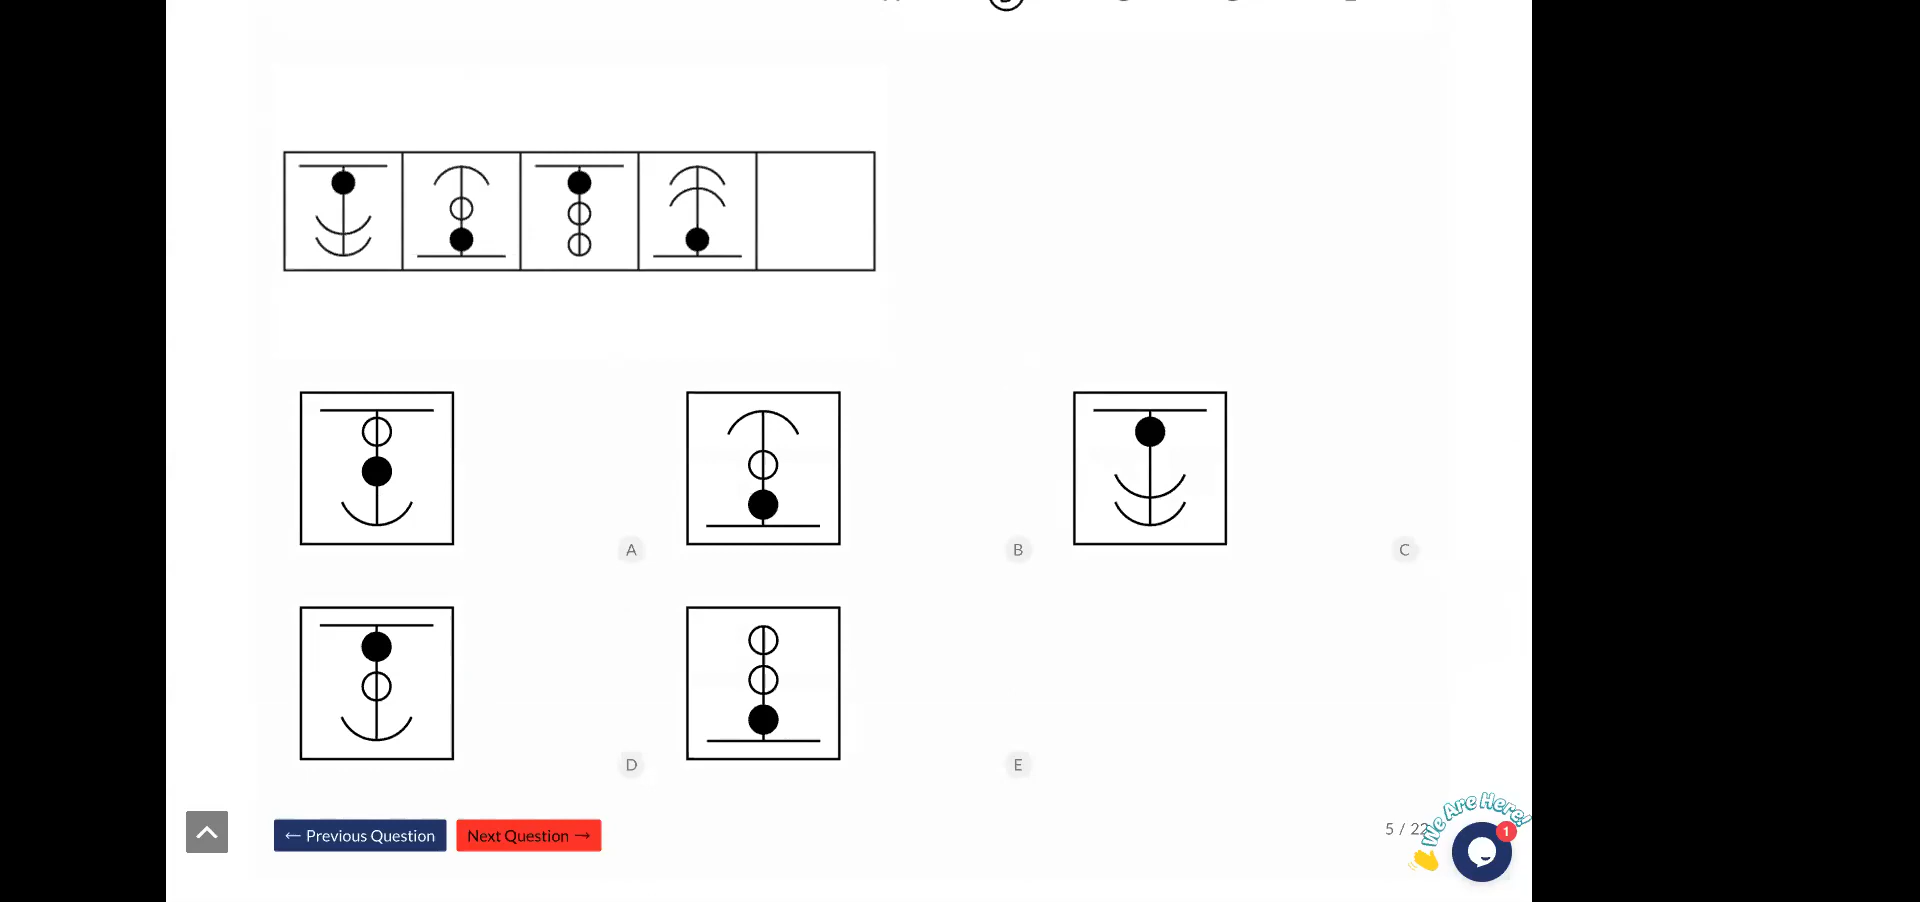 A
B
C
D
E
← Previous Question
Next Question →
5 / 22
We Are Here!
1